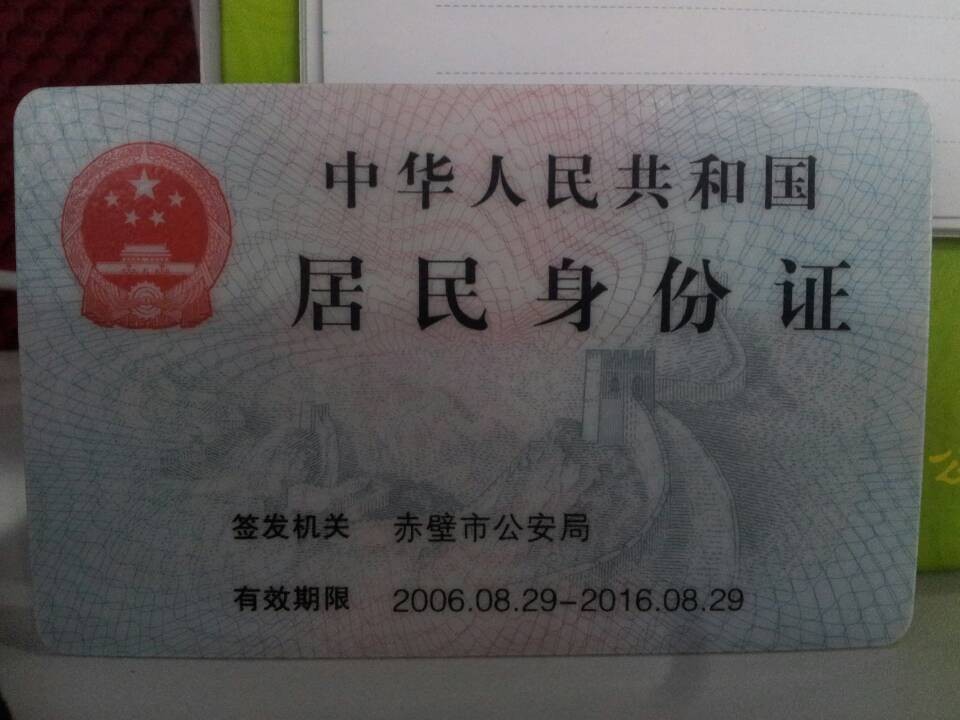 中华人民共和国
居民身份证
签发机关 赤壁市公安局
有效期限 2006.08.29-2016.08.29